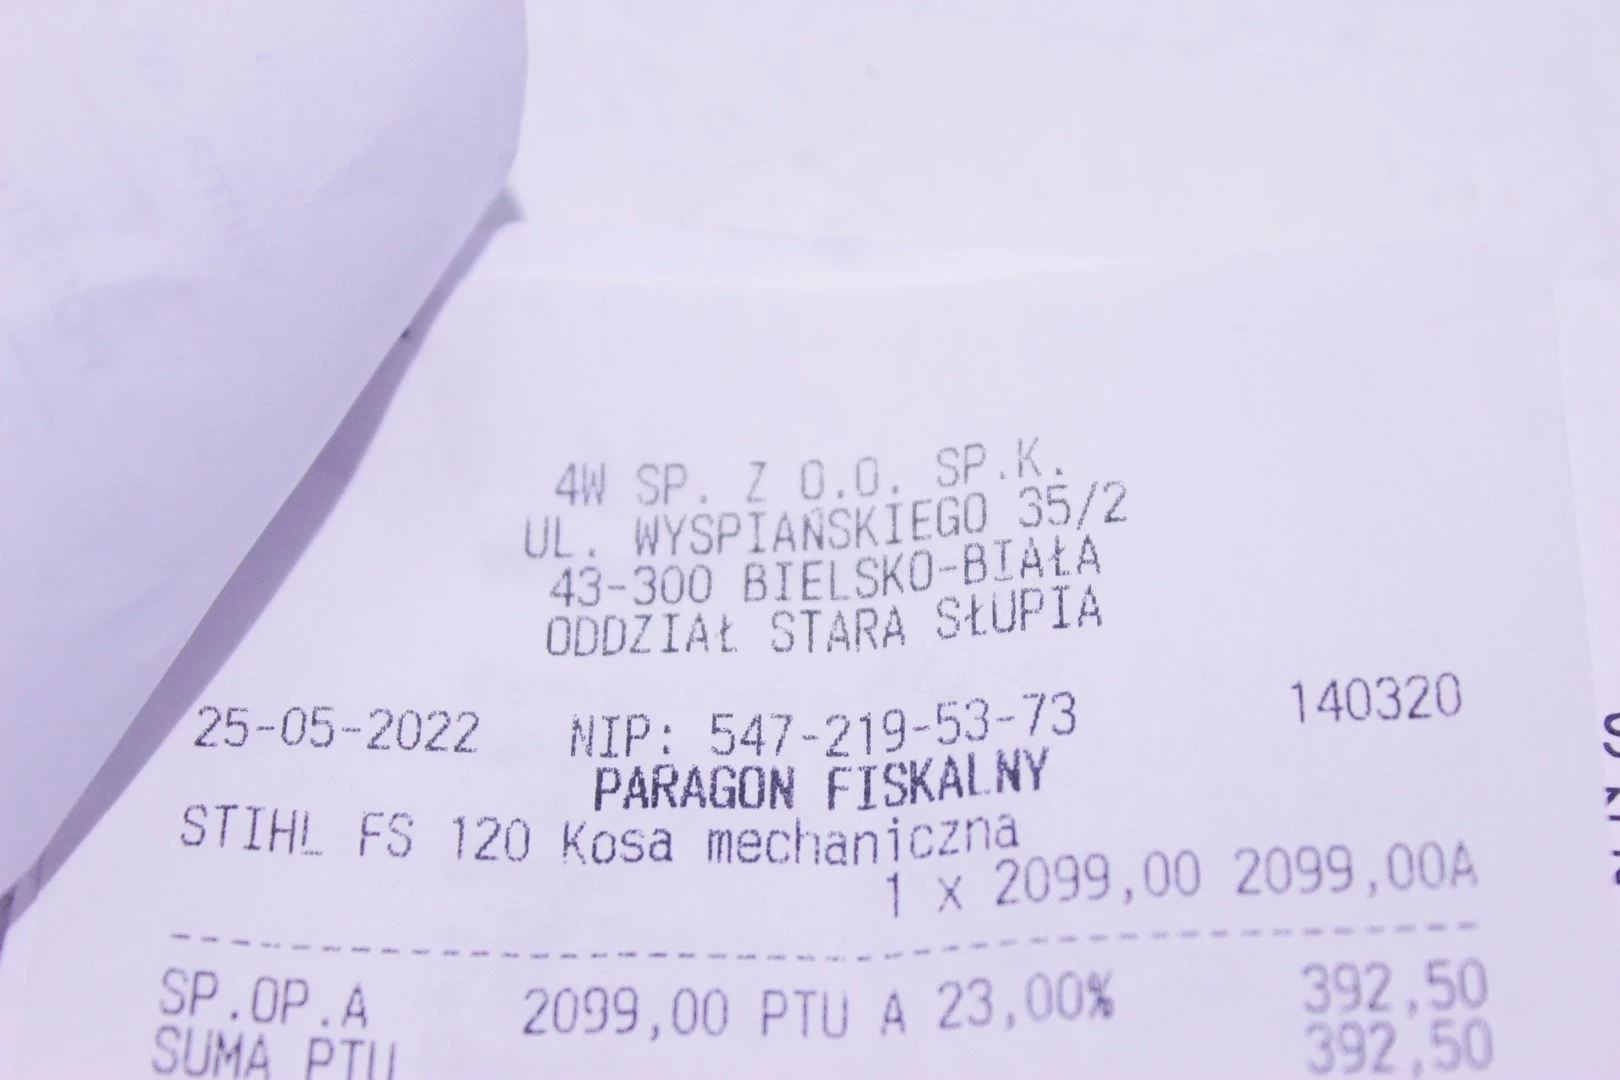 4W SP. Z O.O. SP.K.
UL. WYSPIAŃSKIEGO 35/2
43-300 BIELSKO-BIAŁA
ODDZIAŁ STARA SŁUPIA
25-05-2022 NIP: 547-219-53-73 140320
PARAGON FISKALNY
STIHL FS 120 Kosa mechaniczna
1 x 2099,00 2099,00A
SP.OP.A 2099,00 PTU A 23,00% 392,50
SUMA PTU 392,50